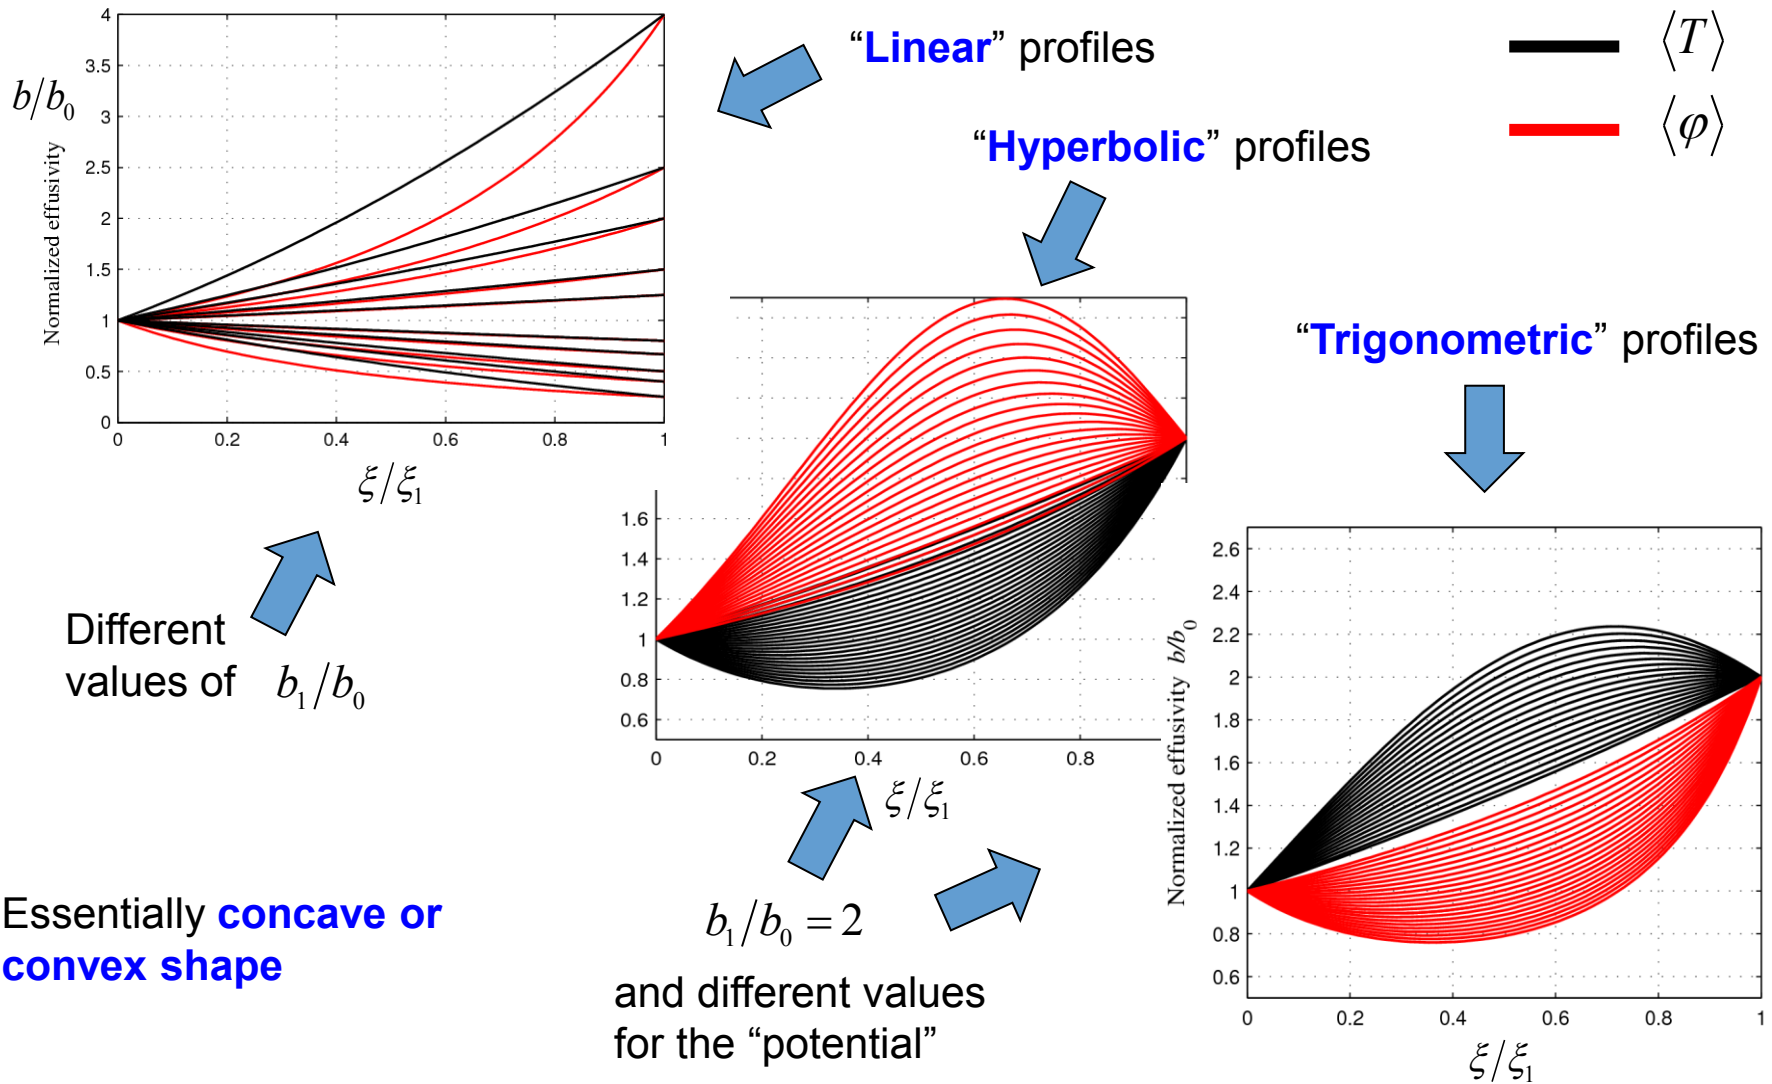 “Linear” profiles
⟨T⟩
⟨φ⟩
“Hyperbolic” profiles
“Trigonometric” profiles
b/b₀
Normalized effusivity
4
3.5
3
2.5
2
1.5
1
0.5
0
0 0.2 0.4 0.6 0.8 1
ξ/ξ₁
Different
values of b₁/b₀
1.6
1.4
1.2
1
0.8
0.6
0 0.2 0.4 0.6 0.8
ξ/ξ₁
b₁/b₀ = 2
and different values
for the “potential”
Normalized effusivity b/b₀
2.6
2.4
2.2
2
1.8
1.6
1.4
1.2
1
0.8
0.6
0 0.2 0.4 0.6 0.8 1
ξ/ξ₁
Essentially concave or
convex shape